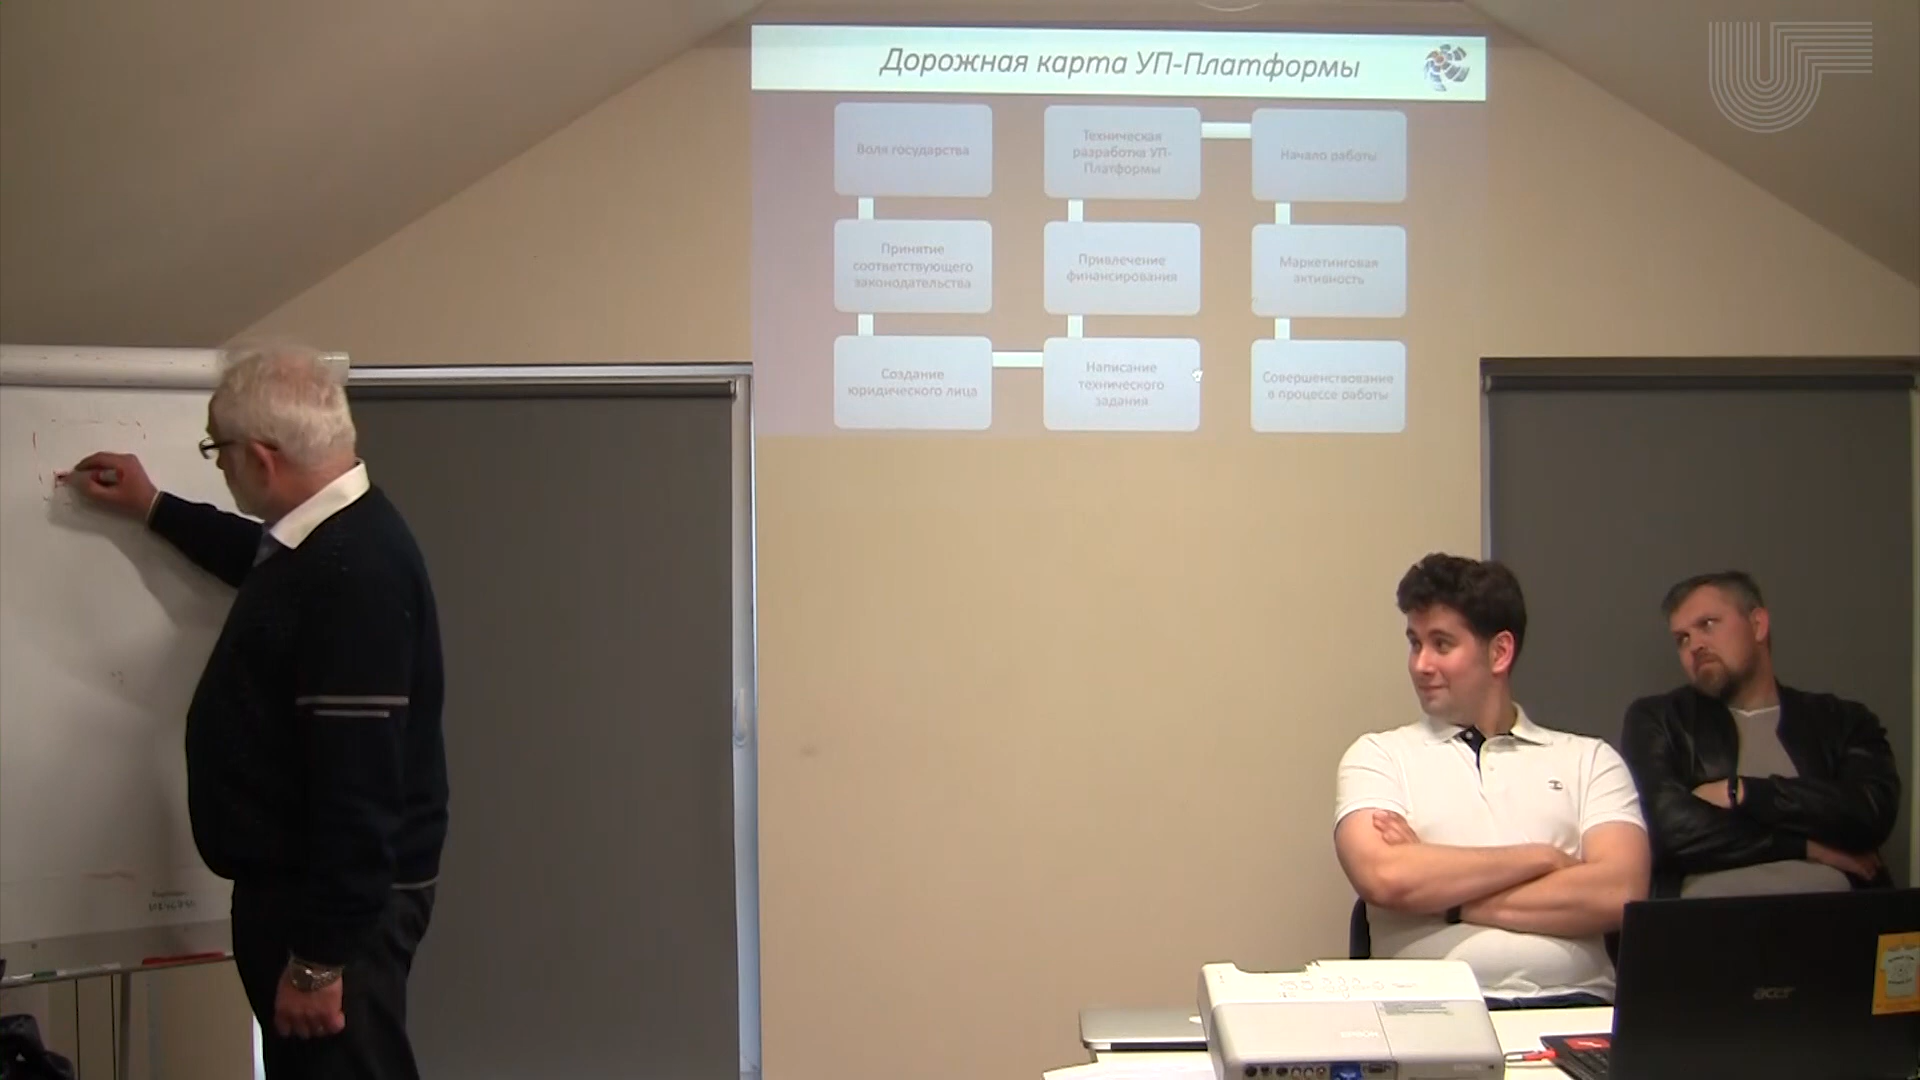 Дорожная карта УП-Платформы
Воля государства
Принятие
соответствующего
законодательства
Создание
юридического лица
Техническая
разработка УП-
Платформы
Привлечение
финансирования
Написание
технического
задания
Начало работы
Маркетинговая
активность
Совершенствование
в процессе работы
acer